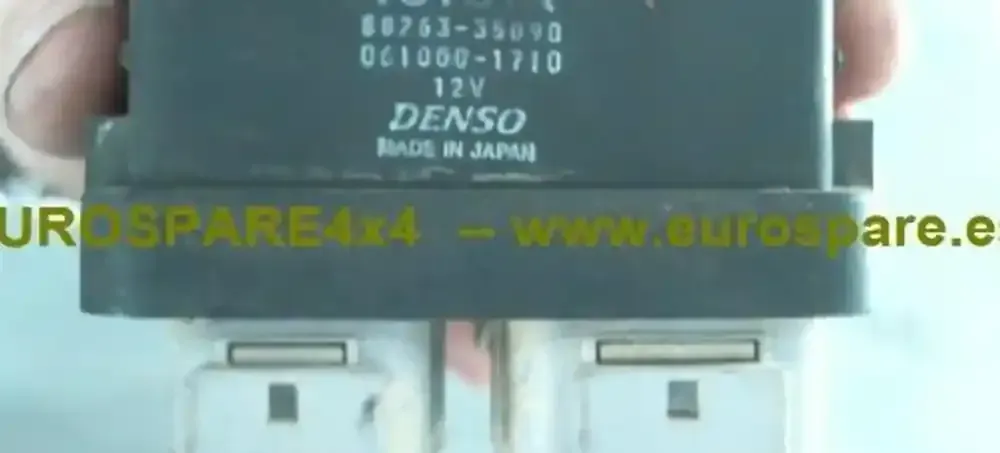 88263-35090
061000-1710
12V
DENSO
MADE IN JAPAN
UROSPARE4x4 – www.eurospare.es